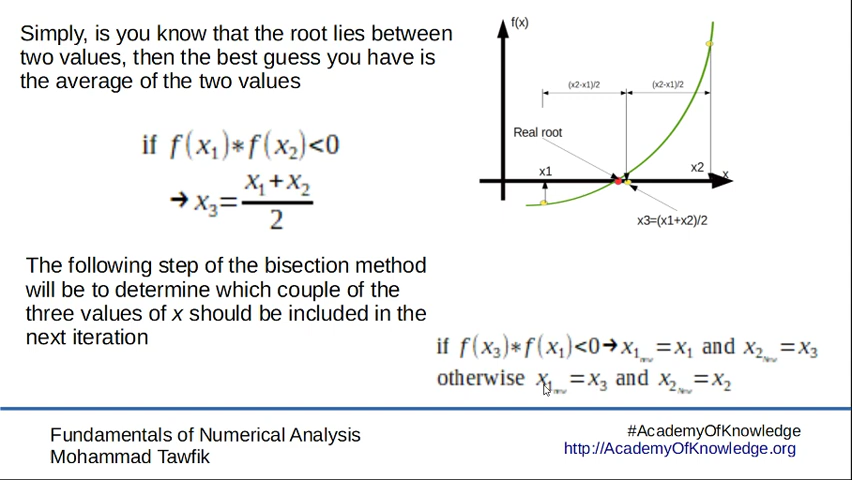 Simply, is you know that the root lies between
two values, then the best guess you have is
the average of the two values
if f(x₁)*f(x₂)<0
→ x₃=(x₁+x₂)/2
f(x)
(x2-x1)/2
(x2-x1)/2
Real root
x1
x2
x
x3=(x1+x2)/2
The following step of the bisection method
will be to determine which couple of the
three values of x should be included in the
next iteration
if f(x₃)*f(x₁)<0→x₁ₙₑw=x₁ and x₂Nₑw=x₃
otherwise x₁ₙₑw=x₃ and x₂Nₑw=x₂
Fundamentals of Numerical Analysis
Mohammad Tawfik
#AcademyOfKnowledge
http://AcademyOfKnowledge.org